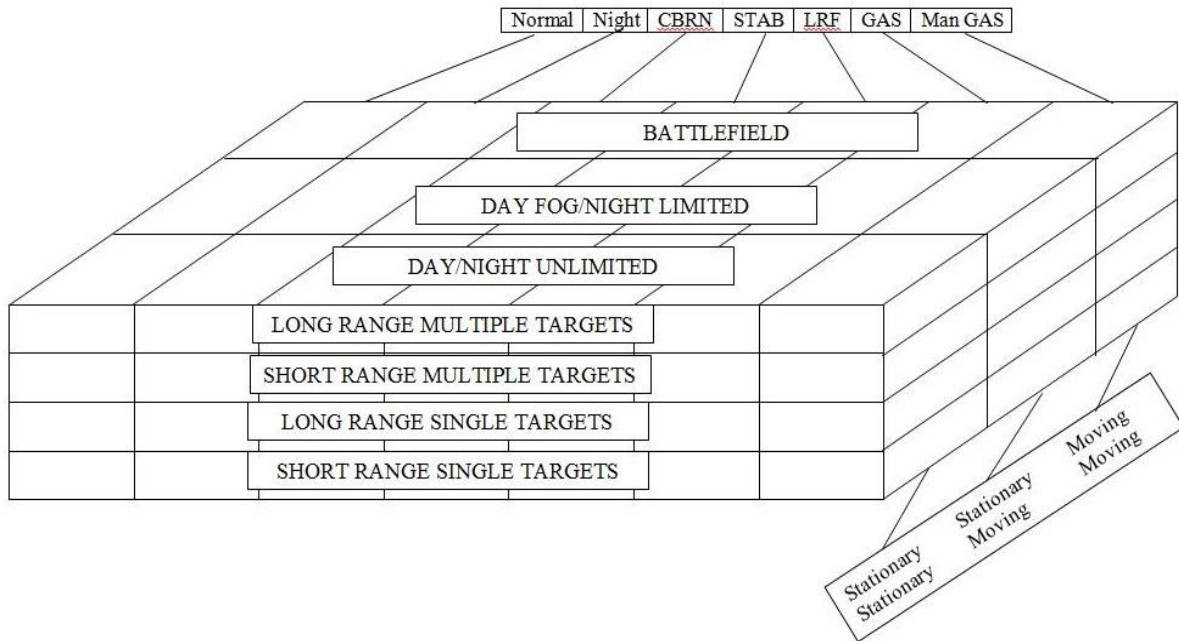 Normal Night CBRN STAB LRF GAS Man GAS
BATTLEFIELD
DAY FOG/NIGHT LIMITED
DAY/NIGHT UNLIMITED
LONG RANGE MULTIPLE TARGETS
SHORT RANGE MULTIPLE TARGETS
LONG RANGE SINGLE TARGETS
SHORT RANGE SINGLE TARGETS
Stationary Stationary Moving
Stationary Moving Moving